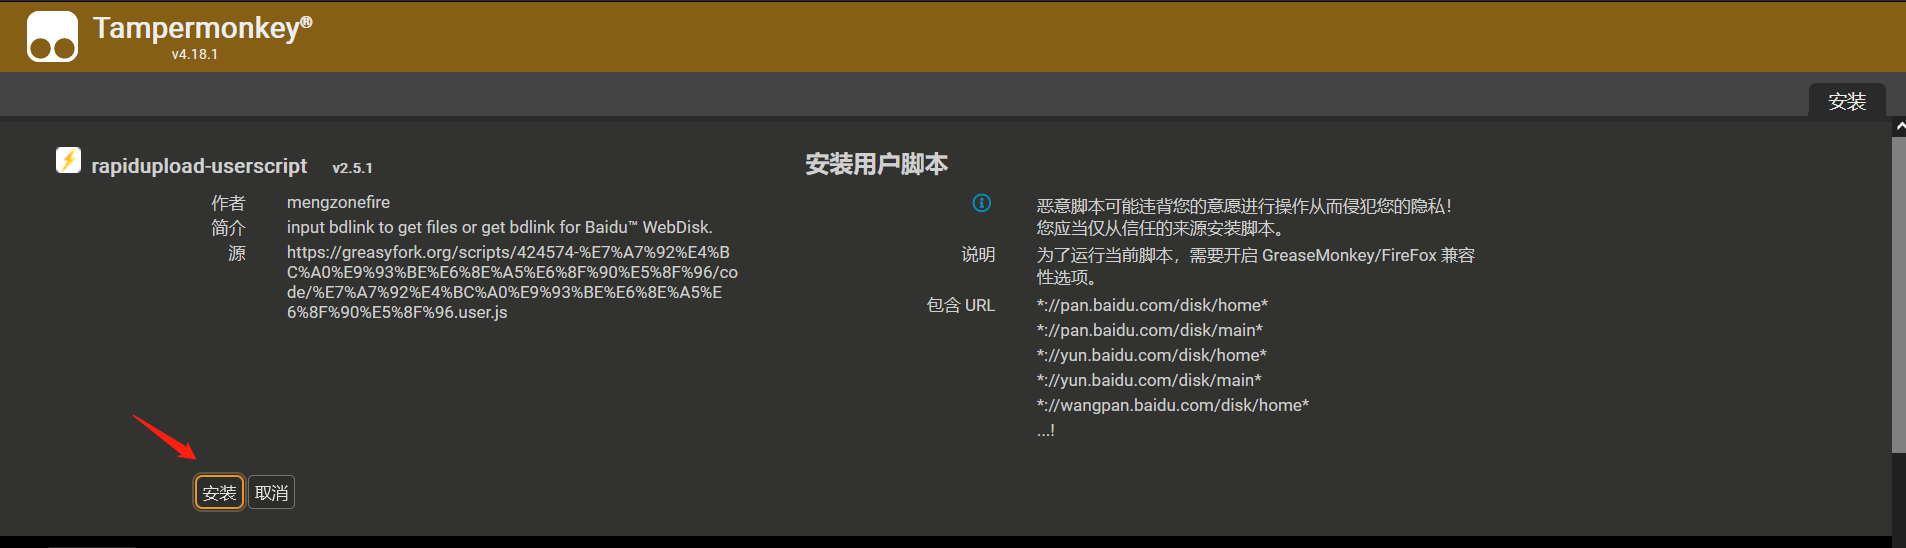 Tampermonkey®
v4.18.1
安装
rapidupload-userscript v2.5.1
作者 mengzonefire
简介 input bdlink to get files or get bdlink for Baidu™ WebDisk.
源 https://greasyfork.org/scripts/424574-%E7%A7%92%E4%B
C%A0%E9%93%BE%E6%8E%A5%E6%8F%90%E5%8F%96/co
de/%E7%A7%92%E4%BC%A0%E9%93%BE%E6%8E%A5%E
6%8F%90%E5%8F%96.user.js
安装用户脚本
恶意脚本可能违背您的意愿进行操作从而侵犯您的隐私！
您应当仅从信任的来源安装脚本。
说明 为了运行当前脚本，需要开启 GreaseMonkey/FireFox 兼容
性选项。
包含 URL *://pan.baidu.com/disk/home*
*://pan.baidu.com/disk/main*
*://yun.baidu.com/disk/home*
*://yun.baidu.com/disk/main*
*://wangpan.baidu.com/disk/home*
...!
安装 取消